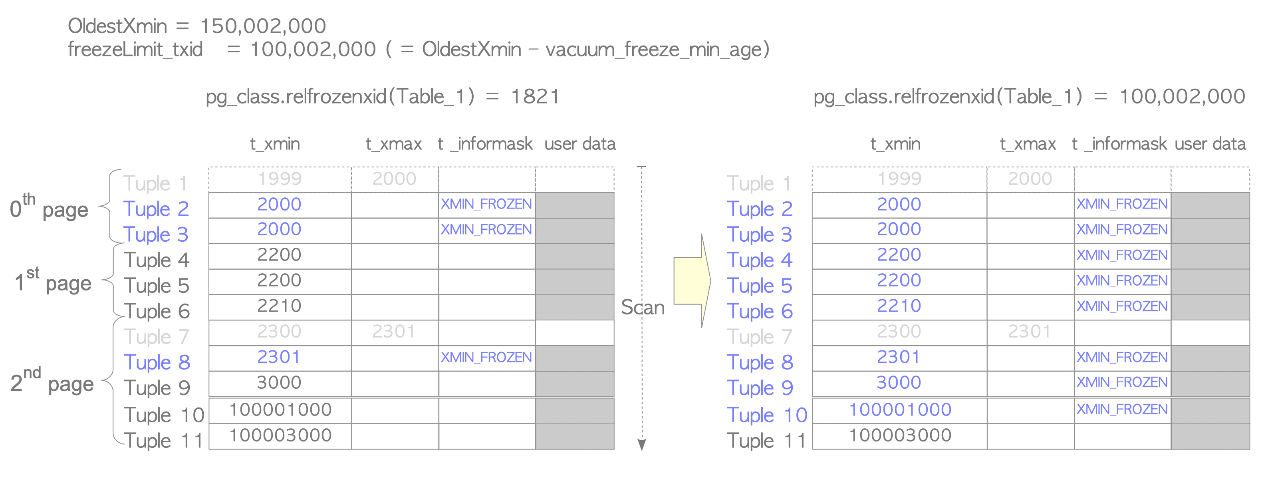 OldestXmin = 150,002,000
freezeLimit_txid = 100,002,000 ( = OldestXmin - vacuum_freeze_min_age)
pg_class.relfrozenxid(Table_1) = 1821
t_xmin t_xmax t_informask user data
0th page
1st page
2nd page
Tuple 1 1999 2000
Tuple 2 2000 XMIN_FROZEN
Tuple 3 2000 XMIN_FROZEN
Tuple 4 2200
Tuple 5 2200
Tuple 6 2210
Tuple 7 2300 2301
Tuple 8 2301 XMIN_FROZEN
Tuple 9 3000
Tuple 10 100001000
Tuple 11 100003000
Scan
pg_class.relfrozenxid(Table_1) = 100,002,000
t_xmin t_xmax t_informask user data
Tuple 1 1999 2000
Tuple 2 2000 XMIN_FROZEN
Tuple 3 2000 XMIN_FROZEN
Tuple 4 2200 XMIN_FROZEN
Tuple 5 2200 XMIN_FROZEN
Tuple 6 2210 XMIN_FROZEN
Tuple 7 2300 2301
Tuple 8 2301 XMIN_FROZEN
Tuple 9 3000 XMIN_FROZEN
Tuple 10 100001000 XMIN_FROZEN
Tuple 11 100003000